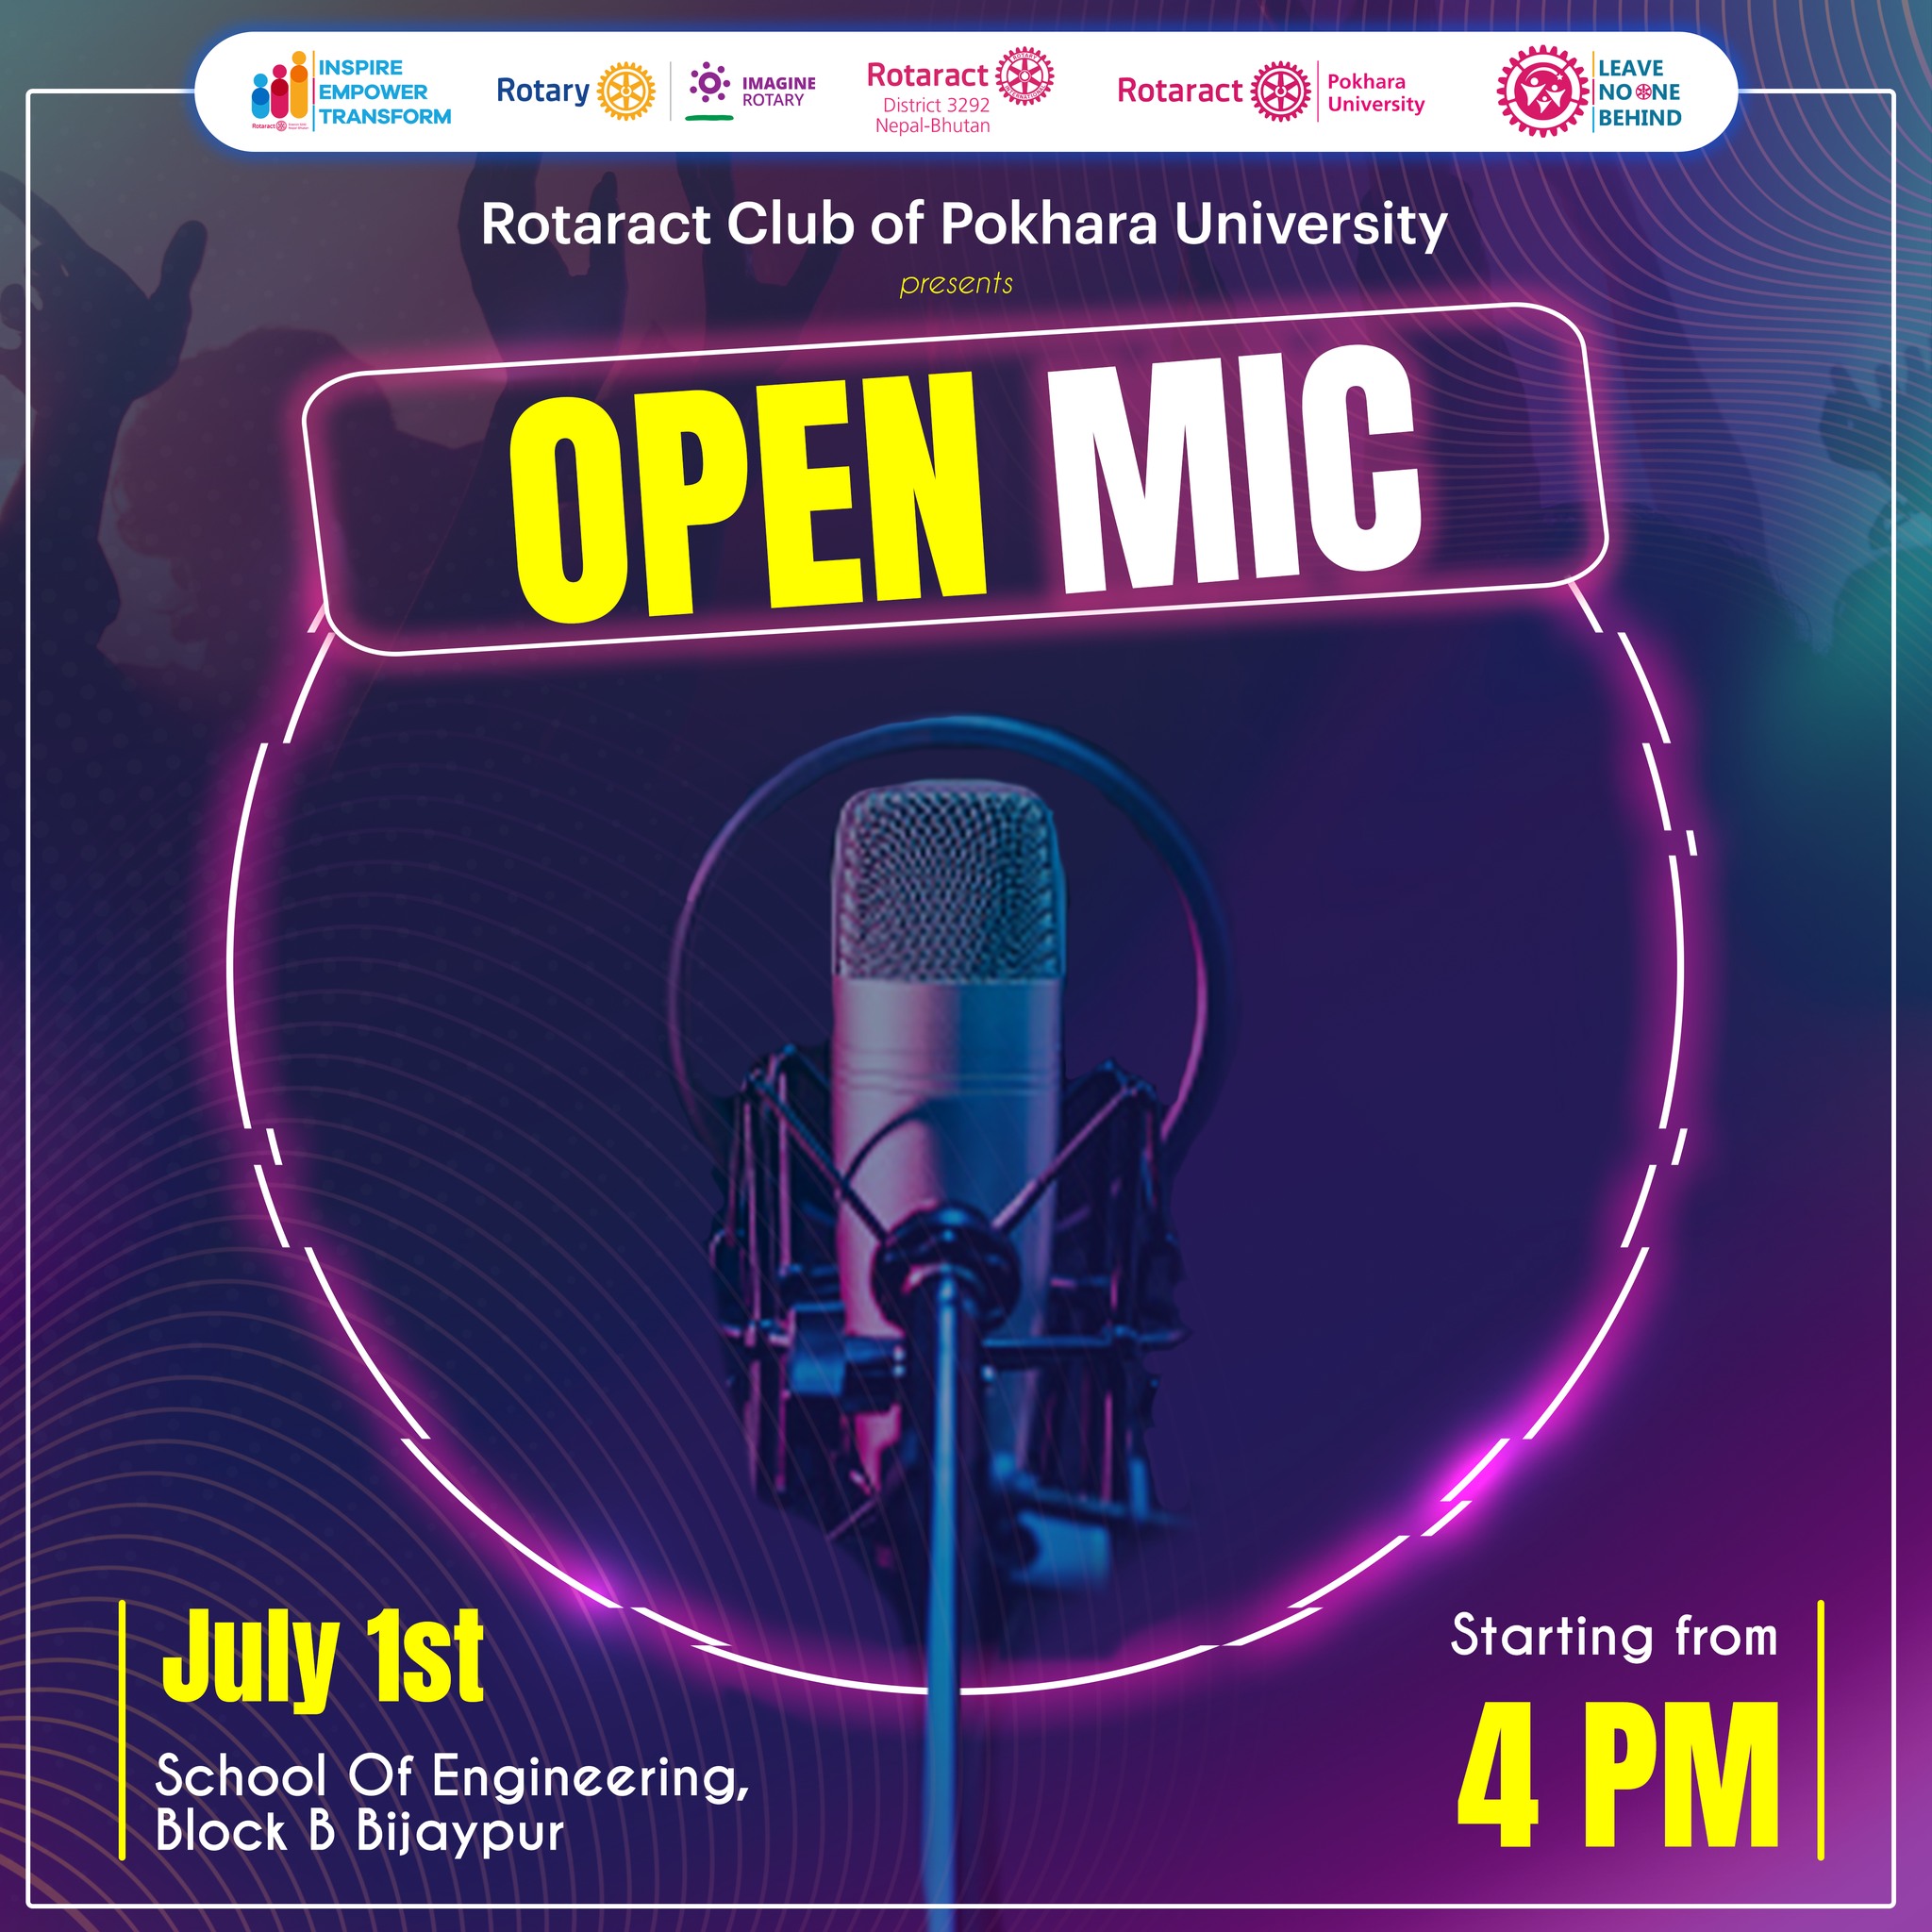 INSPIRE
EMPOWER
TRANSFORM
Rotaract
Rotary
IMAGINE
ROTARY
Rotaract
District 3292
Nepal-Bhutan
Rotaract
Pokhara
University
LEAVE
NO ONE
BEHIND
Rotaract Club of Pokhara University
presents
OPEN MIC
July 1st
School Of Engineering,
Block B Bijaypur
Starting from
4 PM